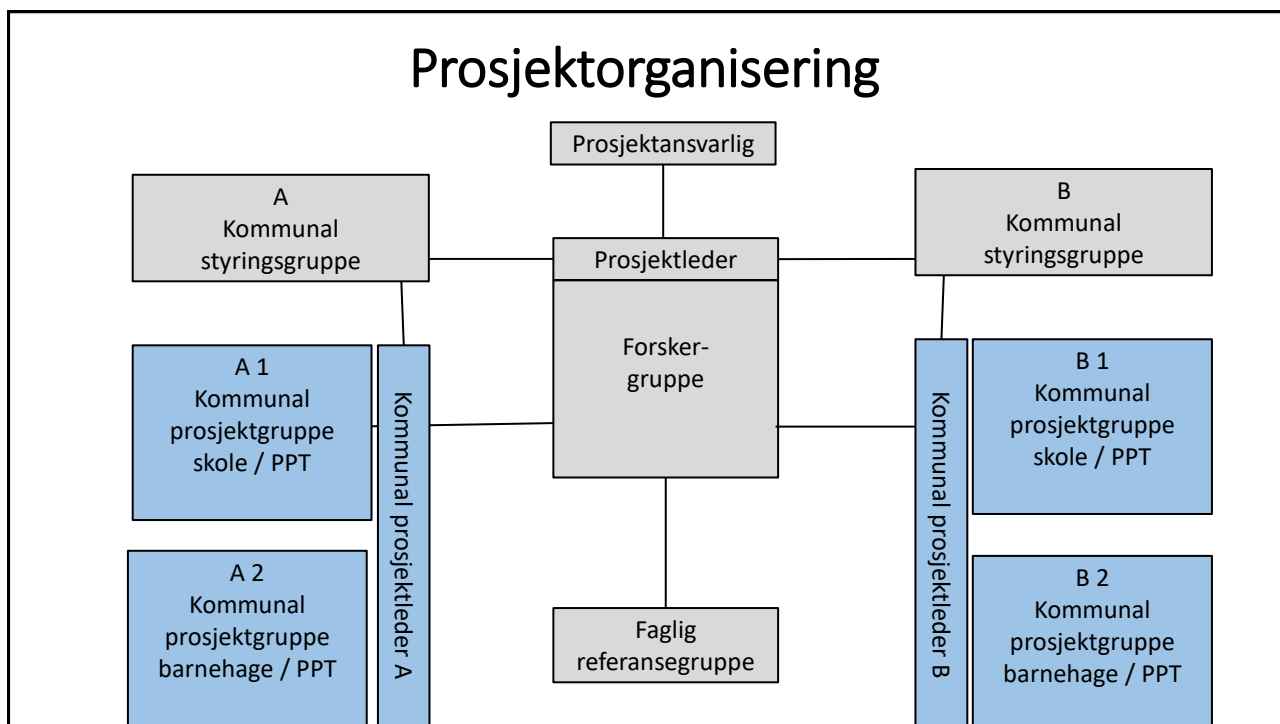 Prosjektorganisering
Prosjektansvarlig
A
Kommunal
styringsgruppe
B
Kommunal
styringsgruppe
Prosjektleder
Forsker-
gruppe
A 1
Kommunal
prosjektgruppe
skole / PPT
Kommunal prosjektleder A
A 2
Kommunal
prosjektgruppe
barnehage / PPT
Kommunal prosjektleder B
B 1
Kommunal
prosjektgruppe
skole / PPT
B 2
Kommunal
prosjektgruppe
barnehage / PPT
Faglig
referansegruppe